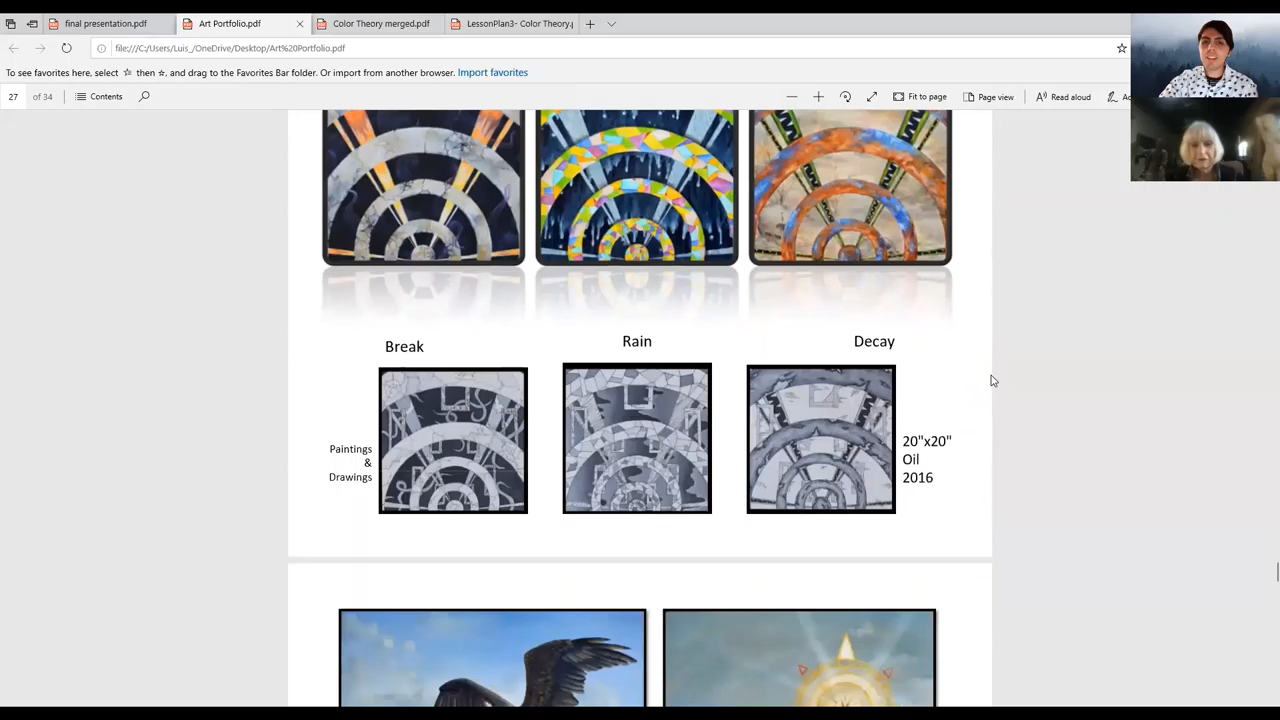 final presentation.pdf
Art Portfolio.pdf
Color Theory merged.pdf
LessonPlan3- Color Theory.
file:///C:/Users/Luis_/OneDrive/Desktop/Art%20Portfolio.pdf
To see favorites here, select ☆ then ☆, and drag to the Favorites Bar folder. Or import from another browser. Import favorites
27 of 34 Contents Fit to page Page view Read aloud
Break
Rain
Decay
Paintings
&
Drawings
20"x20"
Oil
2016